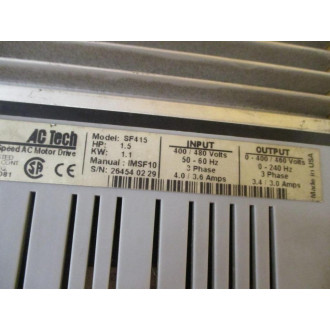 AC Tech
Speed AC Motor Drive
Model: SF415
HP: 1.5
KW: 1.1
Manual: IMSF10
S/N: 26454 0229
INPUT
400 / 480 Volts
50 - 60 Hz
3 Phase
4.0 / 3.6 Amps
OUTPUT
0 - 400 / 460 Volts
0 - 240 Hz
3 Phase
3.4 / 3.0 Amps
Made in USA